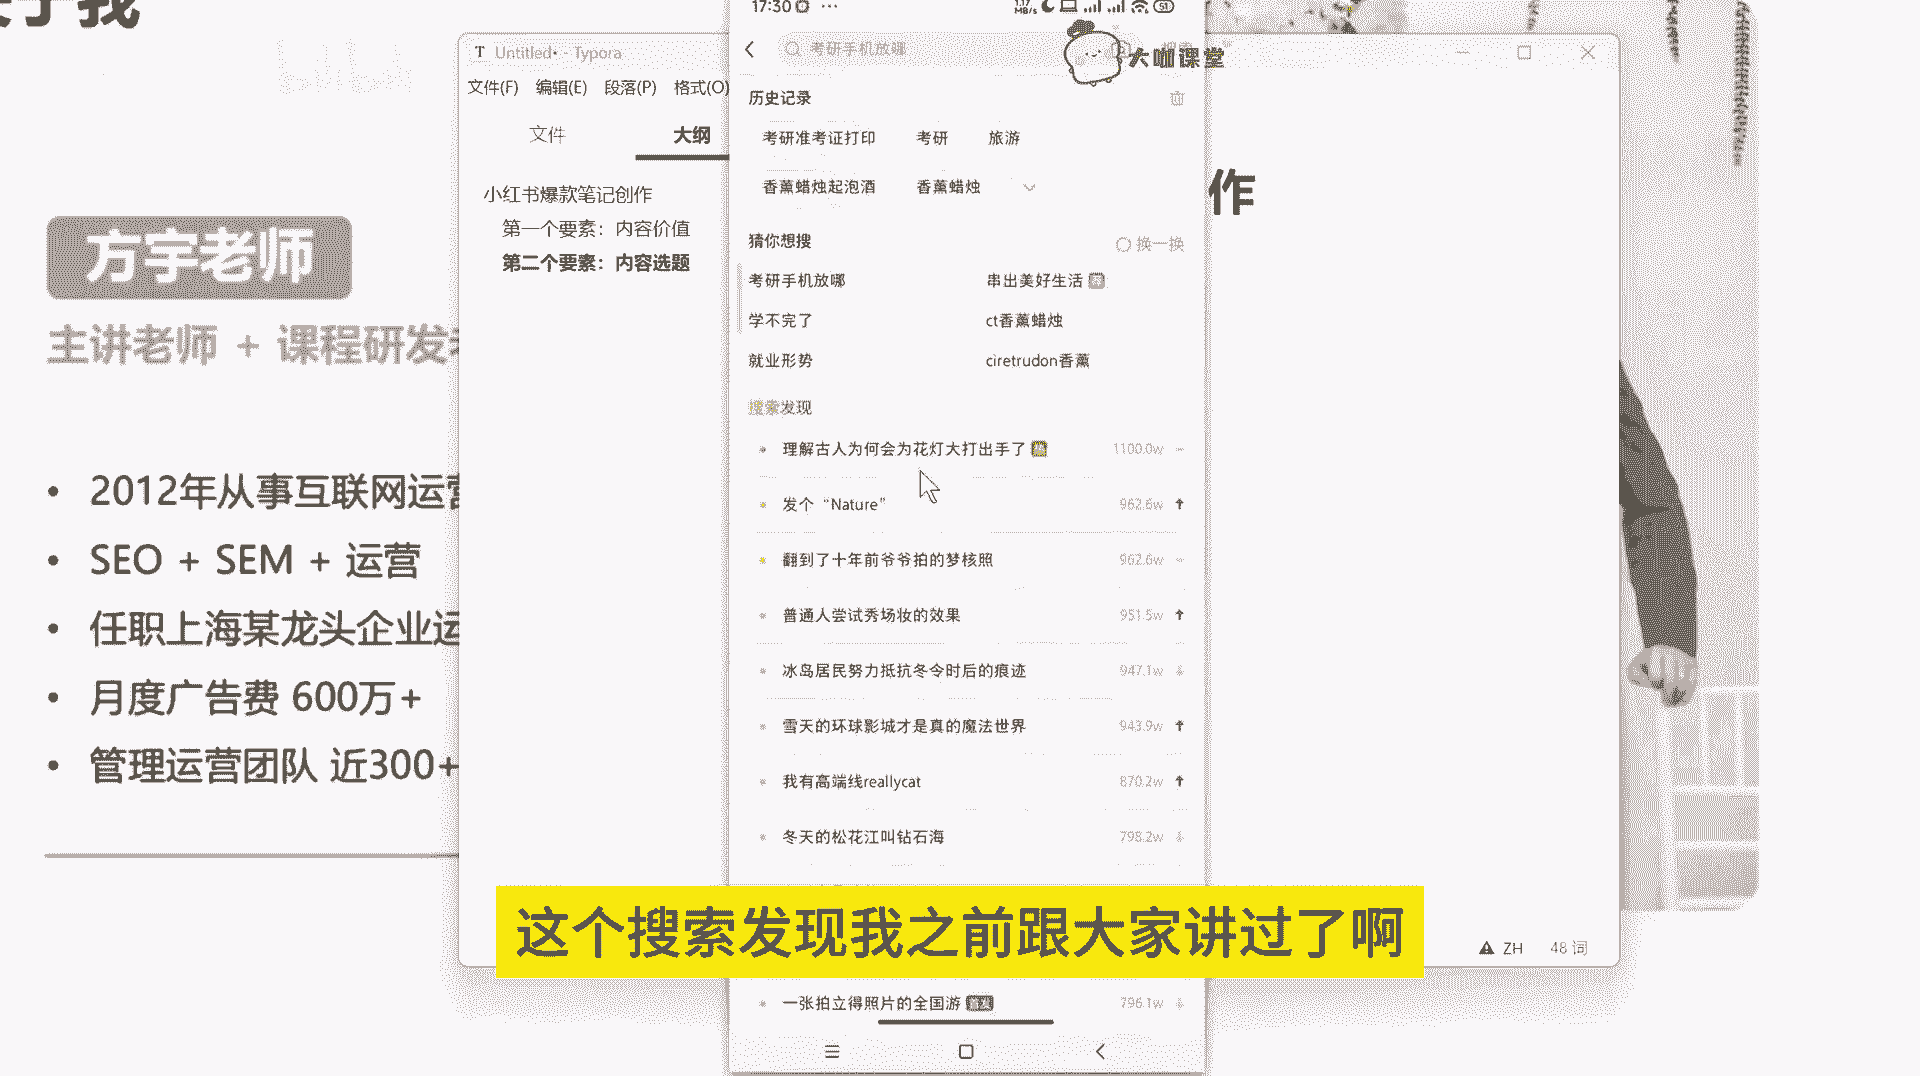 于我
方宇老师
主讲老师 + 课程研发
2012年从事互联网运营
SEO + SEM + 运营
任职上海某龙头企业运
月度广告费 600万+
管理运营团队 近300+
Untitled• - Typora
文件(F) 编辑(E) 段落(P) 格式(O)
文件 大纲
小红书爆款笔记创作
第一个要素：内容价值
第二个要素：内容选题
作
17:30
51
考研手机放哪
大咖课堂
历史记录
考研准考证打印 考研 旅游
香薰蜡烛起泡酒 香薰蜡烛
猜你想搜 换一换
考研手机放哪 串出美好生活
学不完了 ct香薰蜡烛
就业形势 ciretrudon香薰
搜索发现
理解古人为何会为花灯大打出手了 1100.0w
发个“Nature” 962.6w
翻到了十年前爷爷拍的梦核照 962.6w
普通人尝试秀场妆的效果 951.5w
冰岛居民努力抵抗冬令时后的痕迹 947.1w
雪天的环球影城才是真的魔法世界 943.9w
我有高端线reallycat 870.2w
冬天的松花江叫钻石海 798.2w
这个搜索发现我之前跟大家讲过了啊
一张拍立得照片的全国游 796.1w
ZH 48 词